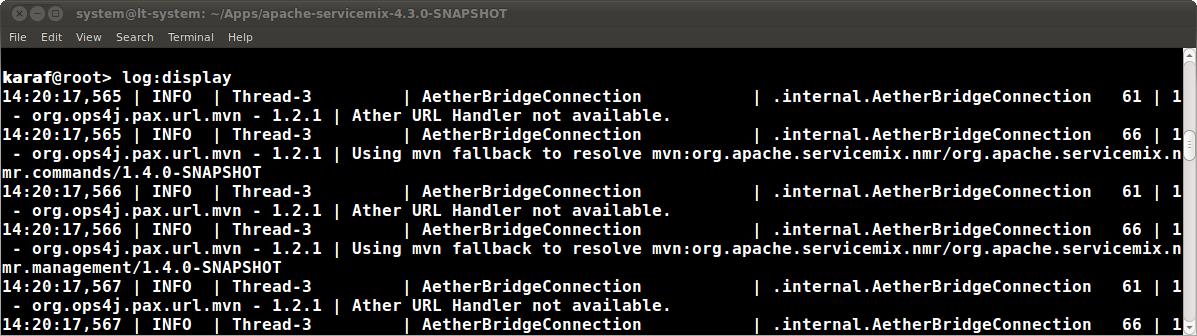 system@lt-system: ~/Apps/apache-servicemix-4.3.0-SNAPSHOT
File Edit View Search Terminal Help
karaf@root> log:display
14:20:17,565 | INFO  | Thread-3         | AetherBridgeConnection           | .internal.AetherBridgeConnection   61 | 1
 - org.ops4j.pax.url.mvn - 1.2.1 | Ather URL Handler not available.
14:20:17,565 | INFO  | Thread-3         | AetherBridgeConnection           | .internal.AetherBridgeConnection   66 | 1
 - org.ops4j.pax.url.mvn - 1.2.1 | Using mvn fallback to resolve mvn:org.apache.servicemix.nmr/org.apache.servicemix.n
mr.commands/1.4.0-SNAPSHOT
14:20:17,566 | INFO  | Thread-3         | AetherBridgeConnection           | .internal.AetherBridgeConnection   61 | 1
 - org.ops4j.pax.url.mvn - 1.2.1 | Ather URL Handler not available.
14:20:17,566 | INFO  | Thread-3         | AetherBridgeConnection           | .internal.AetherBridgeConnection   66 | 1
 - org.ops4j.pax.url.mvn - 1.2.1 | Using mvn fallback to resolve mvn:org.apache.servicemix.nmr/org.apache.servicemix.n
mr.management/1.4.0-SNAPSHOT
14:20:17,567 | INFO  | Thread-3         | AetherBridgeConnection           | .internal.AetherBridgeConnection   61 | 1
 - org.ops4j.pax.url.mvn - 1.2.1 | Ather URL Handler not available.
14:20:17,567 | INFO  | Thread-3         | AetherBridgeConnection           | .internal.AetherBridgeConnection   66 | 1